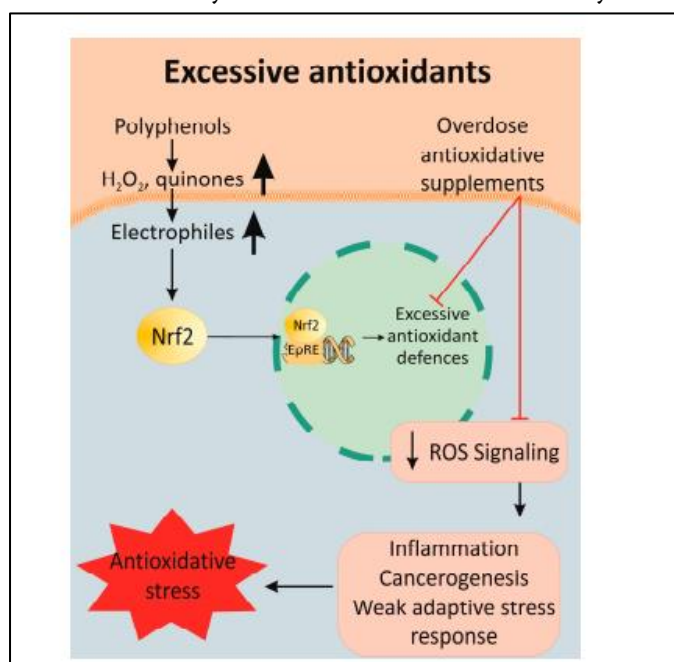 Excessive antioxidants
Polyphenols
H₂O₂, quinones
Electrophiles
Nrf2
Overdose
antioxidative
supplements
Nrf2
EpRE
Excessive
antioxidant
defences
ROS Signaling
Inflammation
Cancerogenesis
Weak adaptive stress
response
Antioxidative
stress